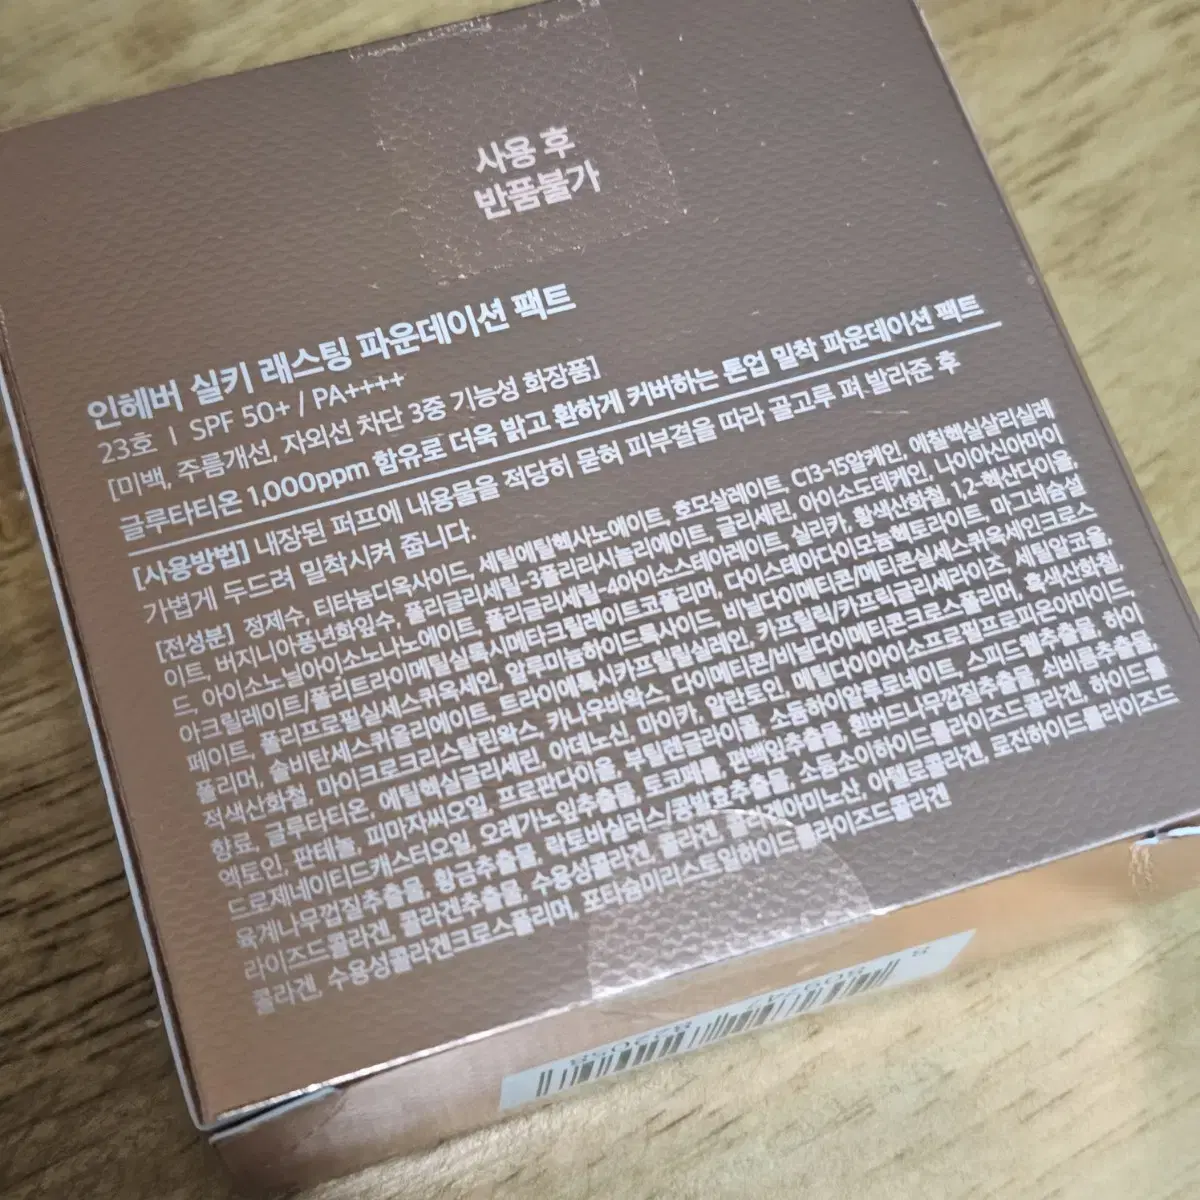 사용 후
반품불가
인헤버 실키 래스팅 파운데이션 팩트
23호 | SPF 50+ / PA++++
[미백, 주름개선, 자외선 차단 3중 기능성 화장품]
글루타티온 1,000ppm 함유로 더욱 밝고 환하게 커버하는 톤업 밀착 파운데이션 팩트
[사용방법] 내장된 퍼프에 내용물을 적당히 묻혀 피부결을 따라 골고루 펴 발라준 후
가볍게 두드려 밀착시켜 줍니다.
[전성분] 정제수, 티타늄디옥사이드, 세틸에틸헥사노에이트, 호모살레이트, C13-15알케인, 에칠헥실살리실레
이트, 버지니아풍년화잎수, 폴리글리세릴-3폴리리시놀리에이트, 글리세린, 아이소도데케인, 나이아신아마이
드, 아이소노닐아이소노나노에이트, 폴리글리세릴-4아이소스테아레이트, 실리카, 황색산화철, 1,2-헥산다이올,
아크릴레이트/폴리트라이메틸실록시메타크릴레이트코폴리머, 다이스테아다이모늄헥토라이트, 마그네슘설
페이트, 폴리프로필실세스퀴옥세인, 알루미늄하이드록사이드, 비닐다이메티콘/메티콘실세스퀴옥세인크로스
폴리머, 솔비탄세스퀴올리에이트, 트라이에톡시카프릴릴실레인, 카프릴릭/카프릭글리세라이즈, 세틸알코올,
적색산화철, 마이크로크리스탈린왁스, 카나우바왁스, 다이메티콘/비닐다이메티콘크로스폴리머, 흑색산화철,
향료, 글루타티온, 에틸헥실글리세린, 아데노신, 마이카, 알란토인, 메틸다이아이소프로필프로피온아마이드,
엑토인, 판테놀, 피마자씨오일, 프로판다이올, 부틸렌글라이콜, 소듐하이알루로네이트, 스피드웰추출물, 하이
드로제네이티드캐스터오일, 오레가노잎추출물, 토코페롤, 편백잎추출물, 흰버드나무껍질추출물, 쇠비름추출물,
육계나무껍질추출물, 황금추출물, 락토바실러스/콩발효추출물, 소듐소이하이드롤라이즈드콜라겐, 하이드롤
라이즈드콜라겐, 콜라겐추출물, 수용성콜라겐, 콜라겐, 콜라겐아미노산, 아텔로콜라겐, 로진하이드롤라이즈드
콜라겐, 수용성콜라겐크로스폴리머, 포타슘미리스토일하이드롤라이즈드콜라겐